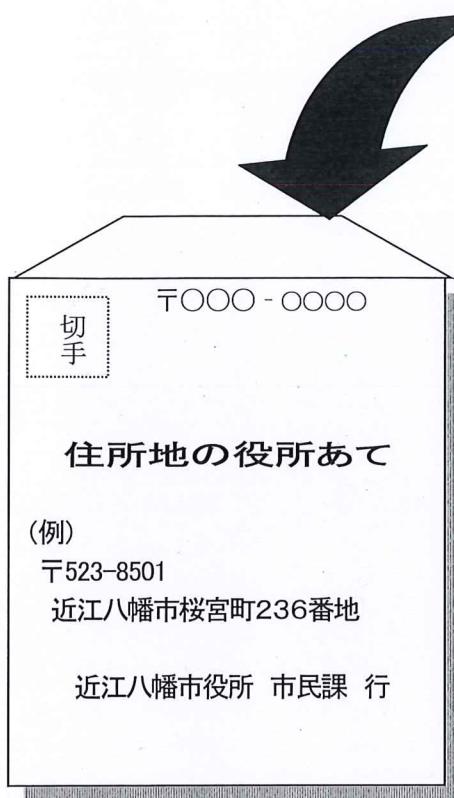 切手
〒〇〇〇 - 〇〇〇〇
住所地の役所あて
(例)
〒523-8501
近江八幡市桜宮町236番地
近江八幡市役所 市民課 行